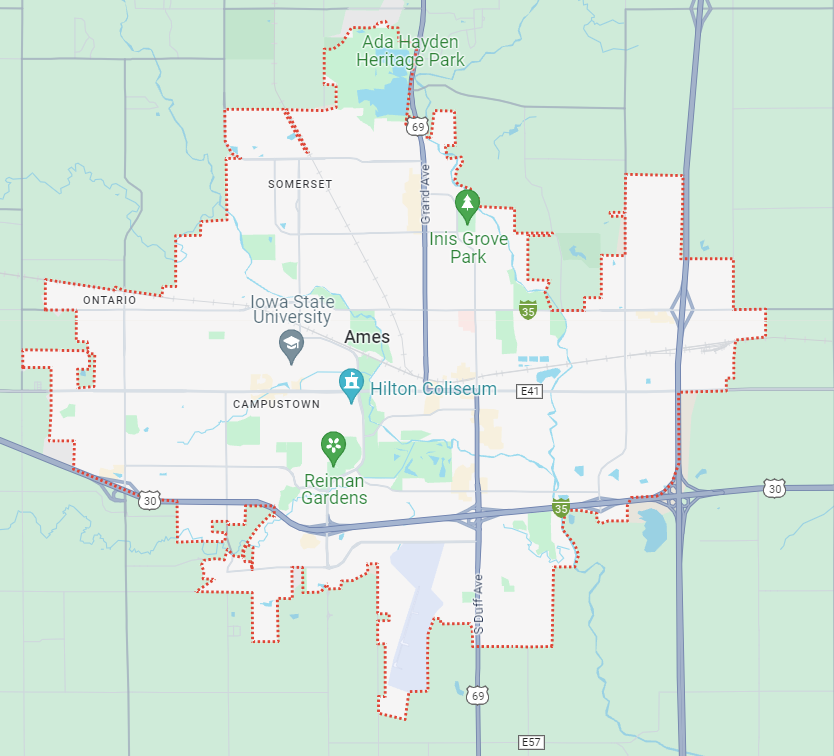 Ada Hayden
Heritage Park
69
Grand Ave
SOMERSET
Inis Grove
Park
ONTARIO
Iowa State
University
35
Ames
Hilton Coliseum
E41
CAMPUSTOWN
Reiman
Gardens
30
30
35
S Duff Ave
69
E57